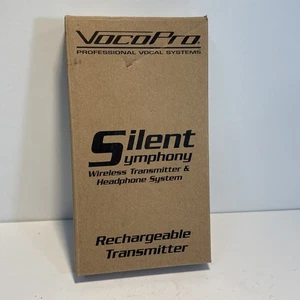 VocoPro
PROFESSIONAL VOCAL SYSTEMS
Silent
Symphony
Wireless Transmitter &
Headphone System
Rechargeable
Transmitter